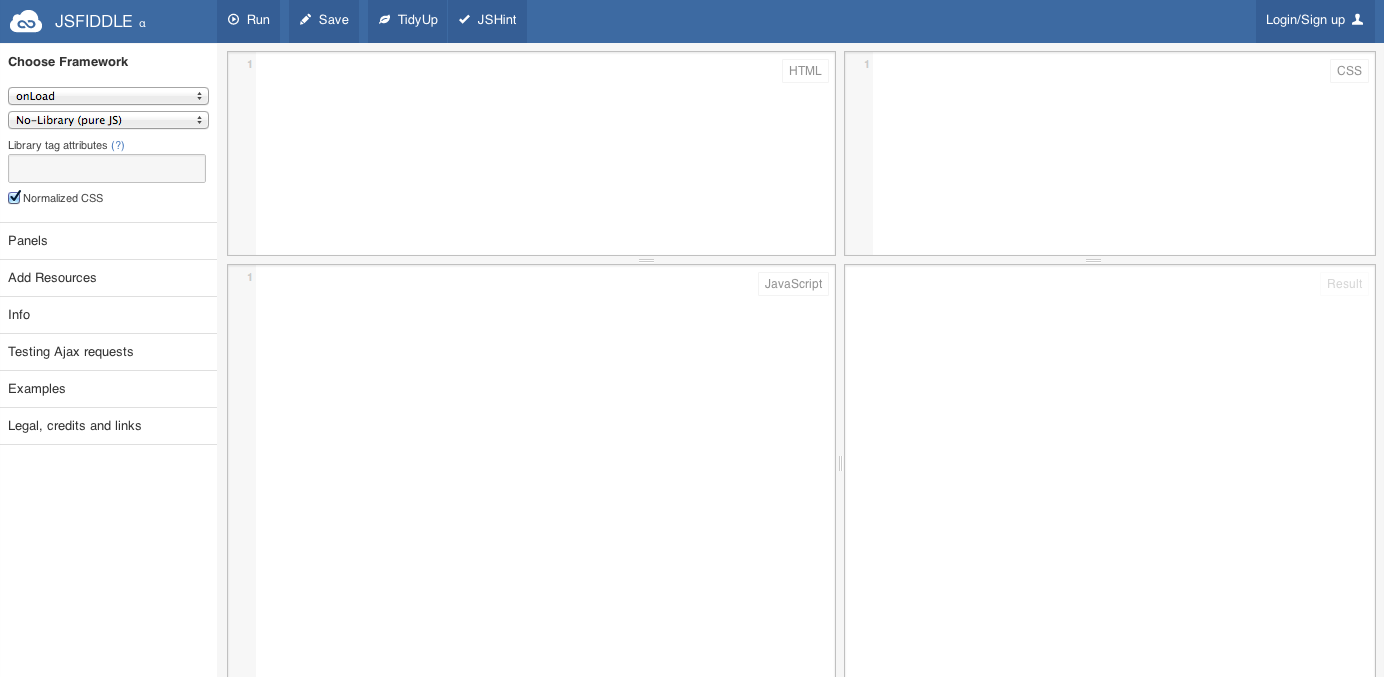 JSFIDDLE α
Run
Save
TidyUp
JSHint
Login/Sign up
Choose Framework
onLoad
No-Library (pure JS)
Library tag attributes (?)
Normalized CSS
Panels
Add Resources
Info
Testing Ajax requests
Examples
Legal, credits and links
1
HTML
1
CSS
1
JavaScript
Result